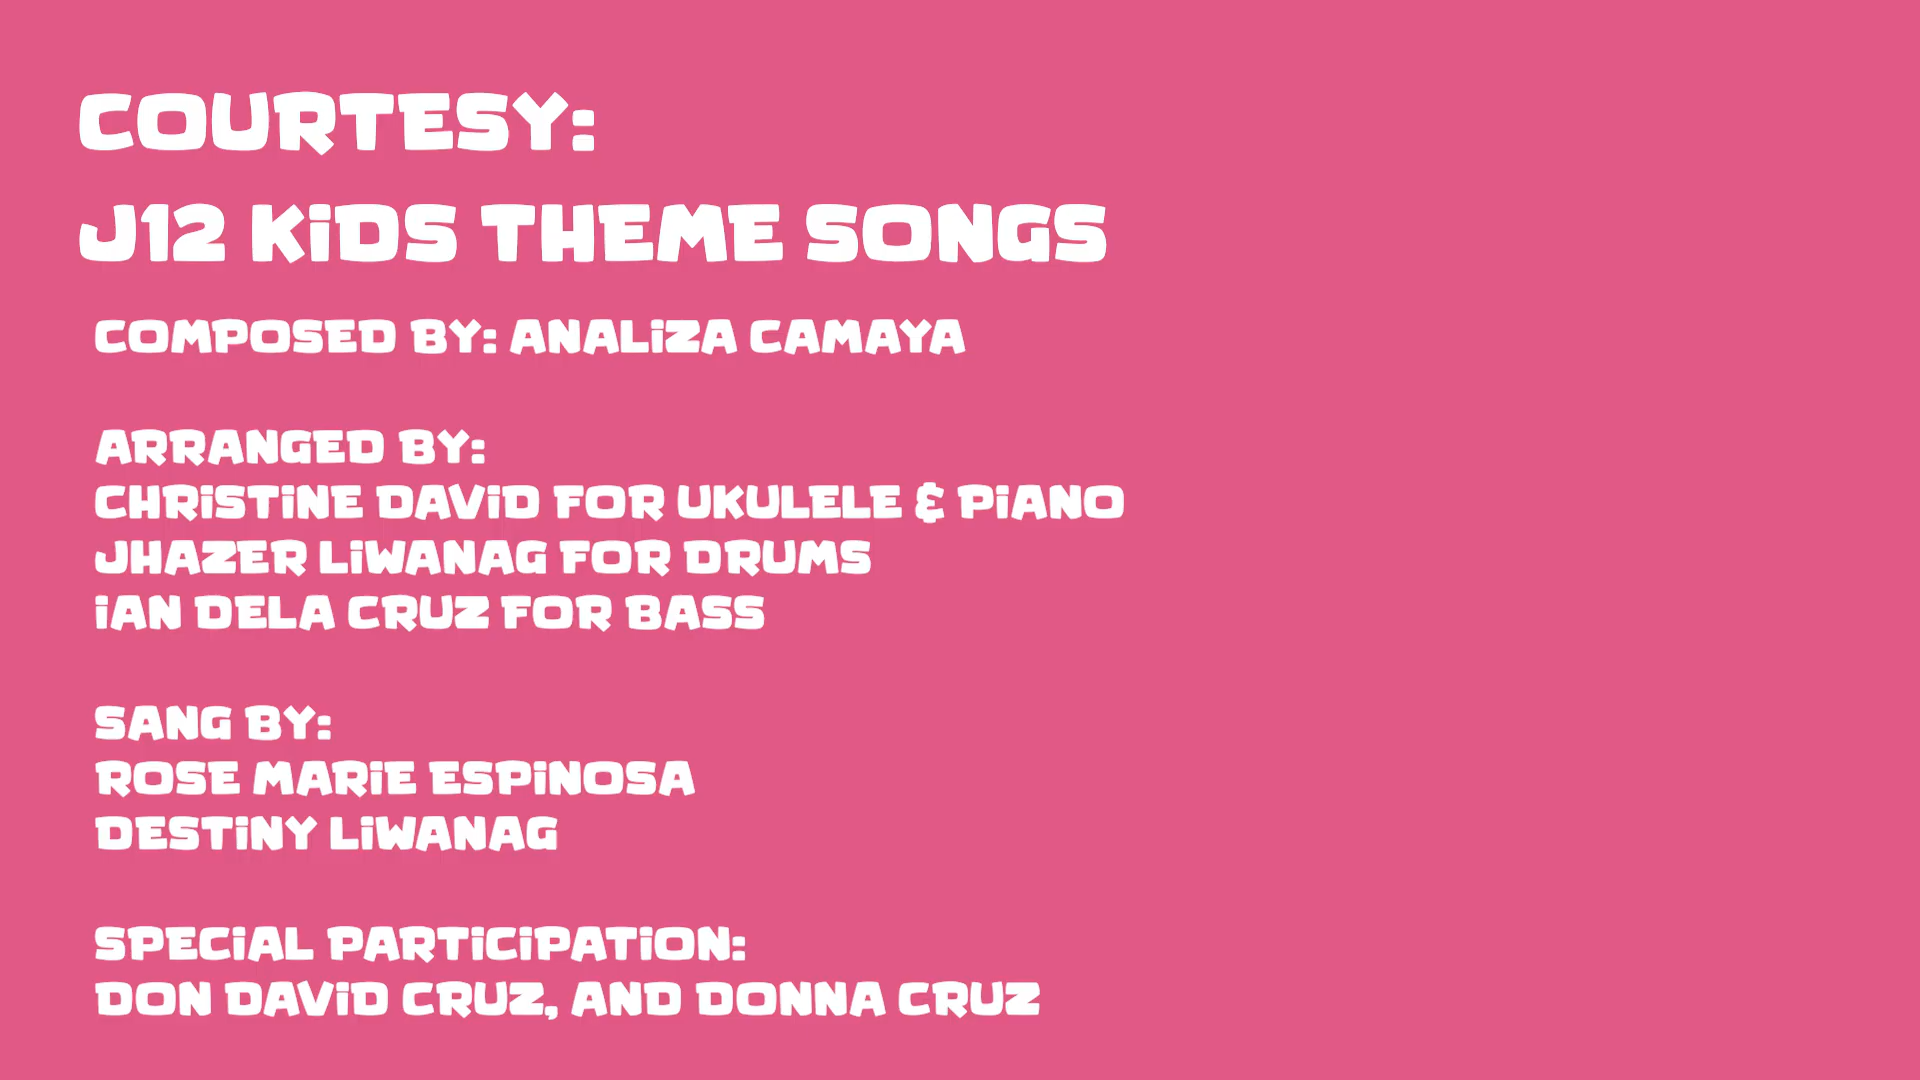 COURTESY:
J12 KiDS THEME SONGS
COMPOSED BY: ANALiZA CAMAYA
ARRANGED BY:
CHRiSTiNE DAViD FOR UKULELE & PiANO
JHAZER LiWANAG FOR DRUMS
iAN DELA CRUZ FOR BASS
SANG BY:
ROSE MARiE ESPiNOSA
DESTiNY LiWANAG
SPECiAL PARTiCiPATiON:
DON DAViD CRUZ, AND DONNA CRUZ